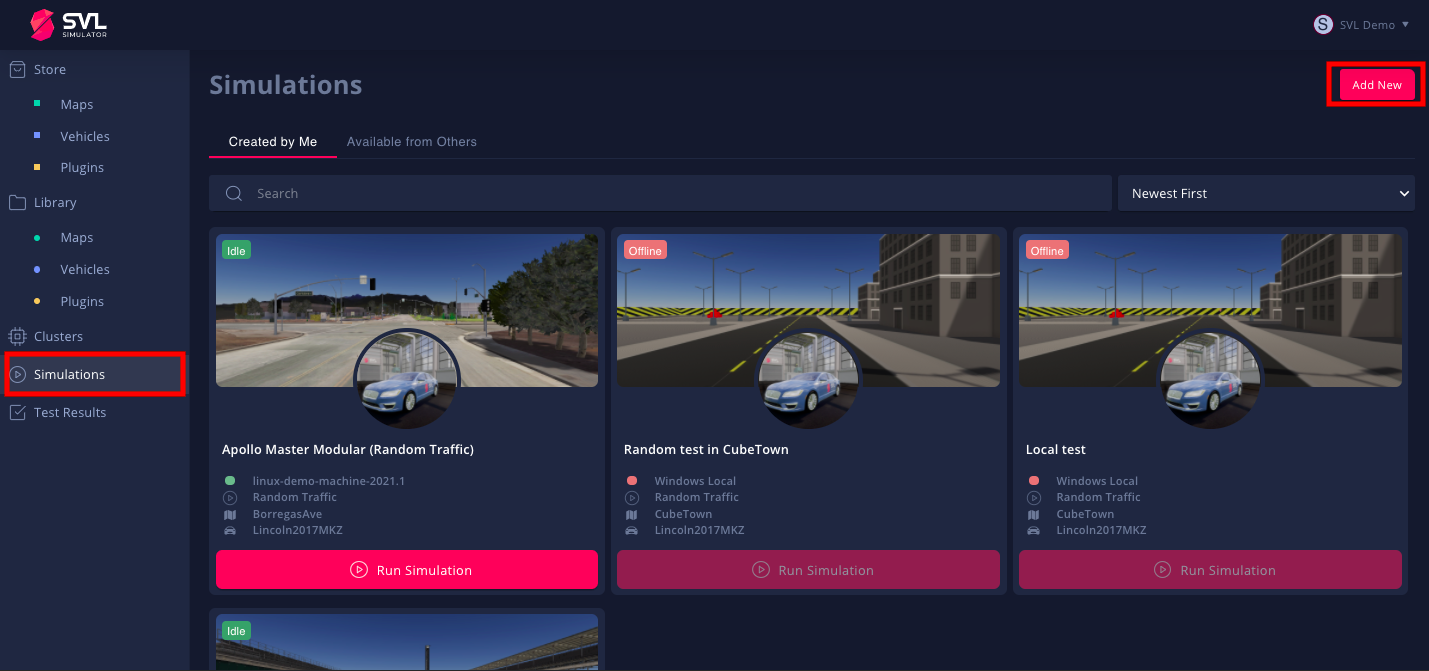 SVL
SIMULATOR
S SVL Demo
Store
Maps
Vehicles
Plugins
Library
Maps
Vehicles
Plugins
Clusters
Simulations
Test Results
Simulations
Add New
Created by Me Available from Others
Search Newest First
Idle
Apollo Master Modular (Random Traffic)
linux-demo-machine-2021.1
Random Traffic
BorregasAve
Lincoln2017MKZ
Run Simulation
Offline
Random test in CubeTown
Windows Local
Random Traffic
CubeTown
Lincoln2017MKZ
Run Simulation
Offline
Local test
Windows Local
Random Traffic
CubeTown
Lincoln2017MKZ
Run Simulation
Idle